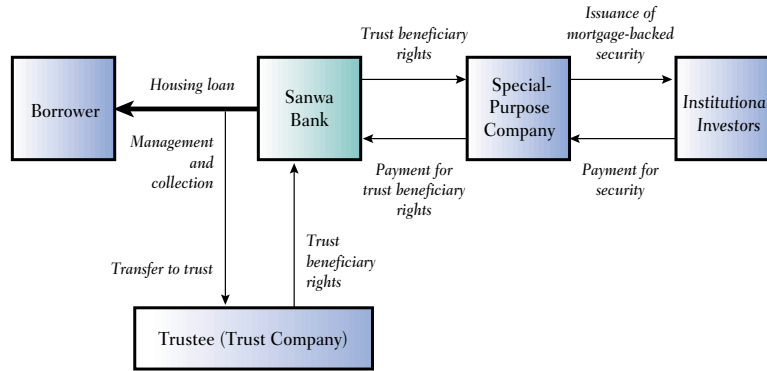 Issuance of
mortgage-backed
security
Trust beneficiary
rights
Housing loan
Borrower
Sanwa
Bank
Special-
Purpose
Company
Institutional
Investors
Management
and
collection
Payment for
trust beneficiary
rights
Payment for
security
Transfer to trust
Trust
beneficiary
rights
Trustee (Trust Company)